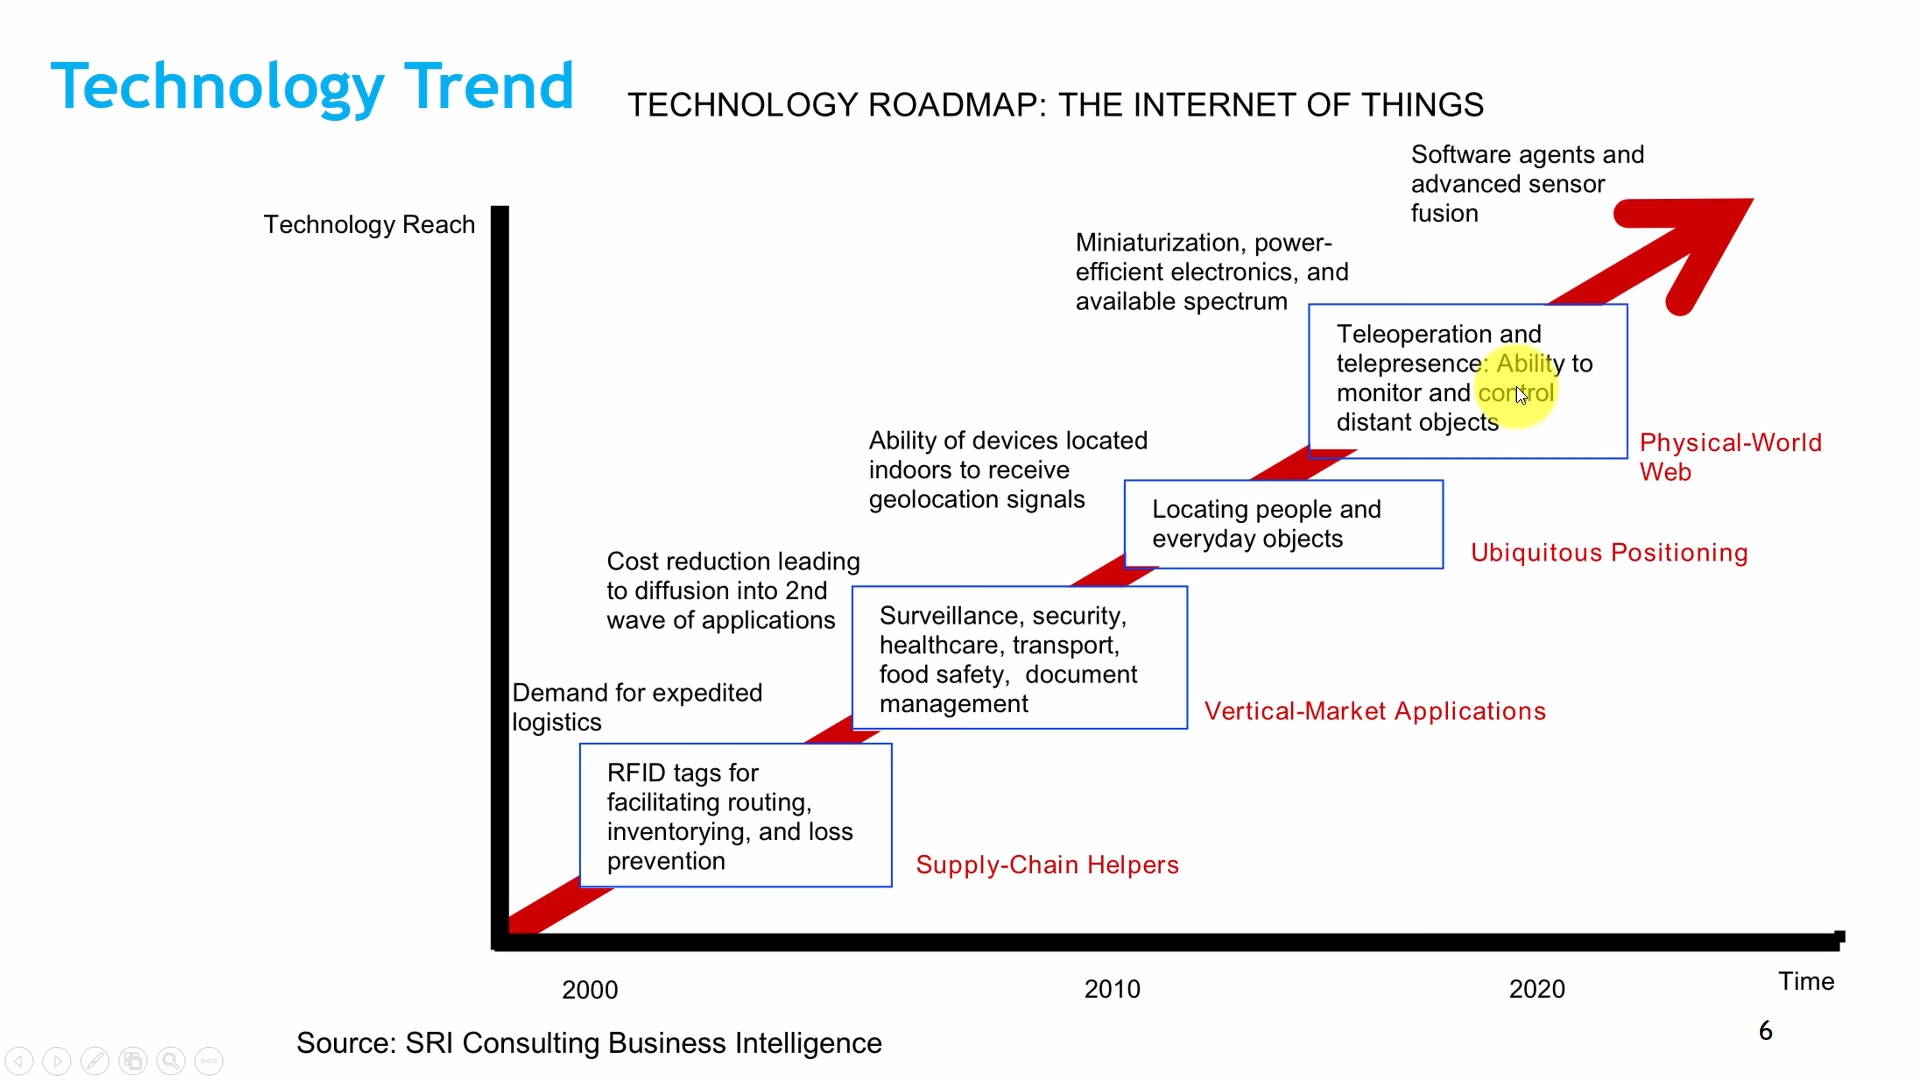 Technology Trend
TECHNOLOGY ROADMAP: THE INTERNET OF THINGS
Software agents and
advanced sensor
fusion
Technology Reach
Miniaturization, power-
efficient electronics, and
available spectrum
Teleoperation and
telepresence: Ability to
monitor and control
distant objects
Physical-World
Web
Ability of devices located
indoors to receive
geolocation signals
Locating people and
everyday objects
Ubiquitous Positioning
Cost reduction leading
to diffusion into 2nd
wave of applications
Surveillance, security,
healthcare, transport,
food safety,  document
management
Vertical-Market Applications
Demand for expedited
logistics
RFID tags for
facilitating routing,
inventorying, and loss
prevention
Supply-Chain Helpers
2000
2010
2020
Time
Source: SRI Consulting Business Intelligence
6